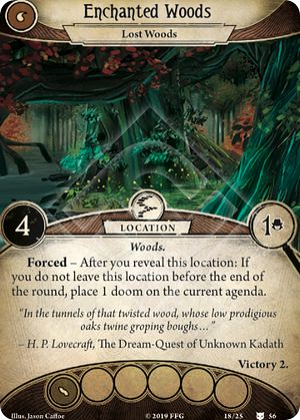 Enchanted Woods
Lost Woods
4
1
LOCATION
Woods.
Forced – After you reveal this location: If
you do not leave this location before the end of
the round, place 1 doom on the current agenda.
"In the tunnels of that twisted wood, whose low prodigious
oaks twine groping boughs…"
– H. P. Lovecraft, The Dream-Quest of Unknown Kadath
Victory 2.
Illus. Jason Caffoe
© 2019 FFG
18/25
56